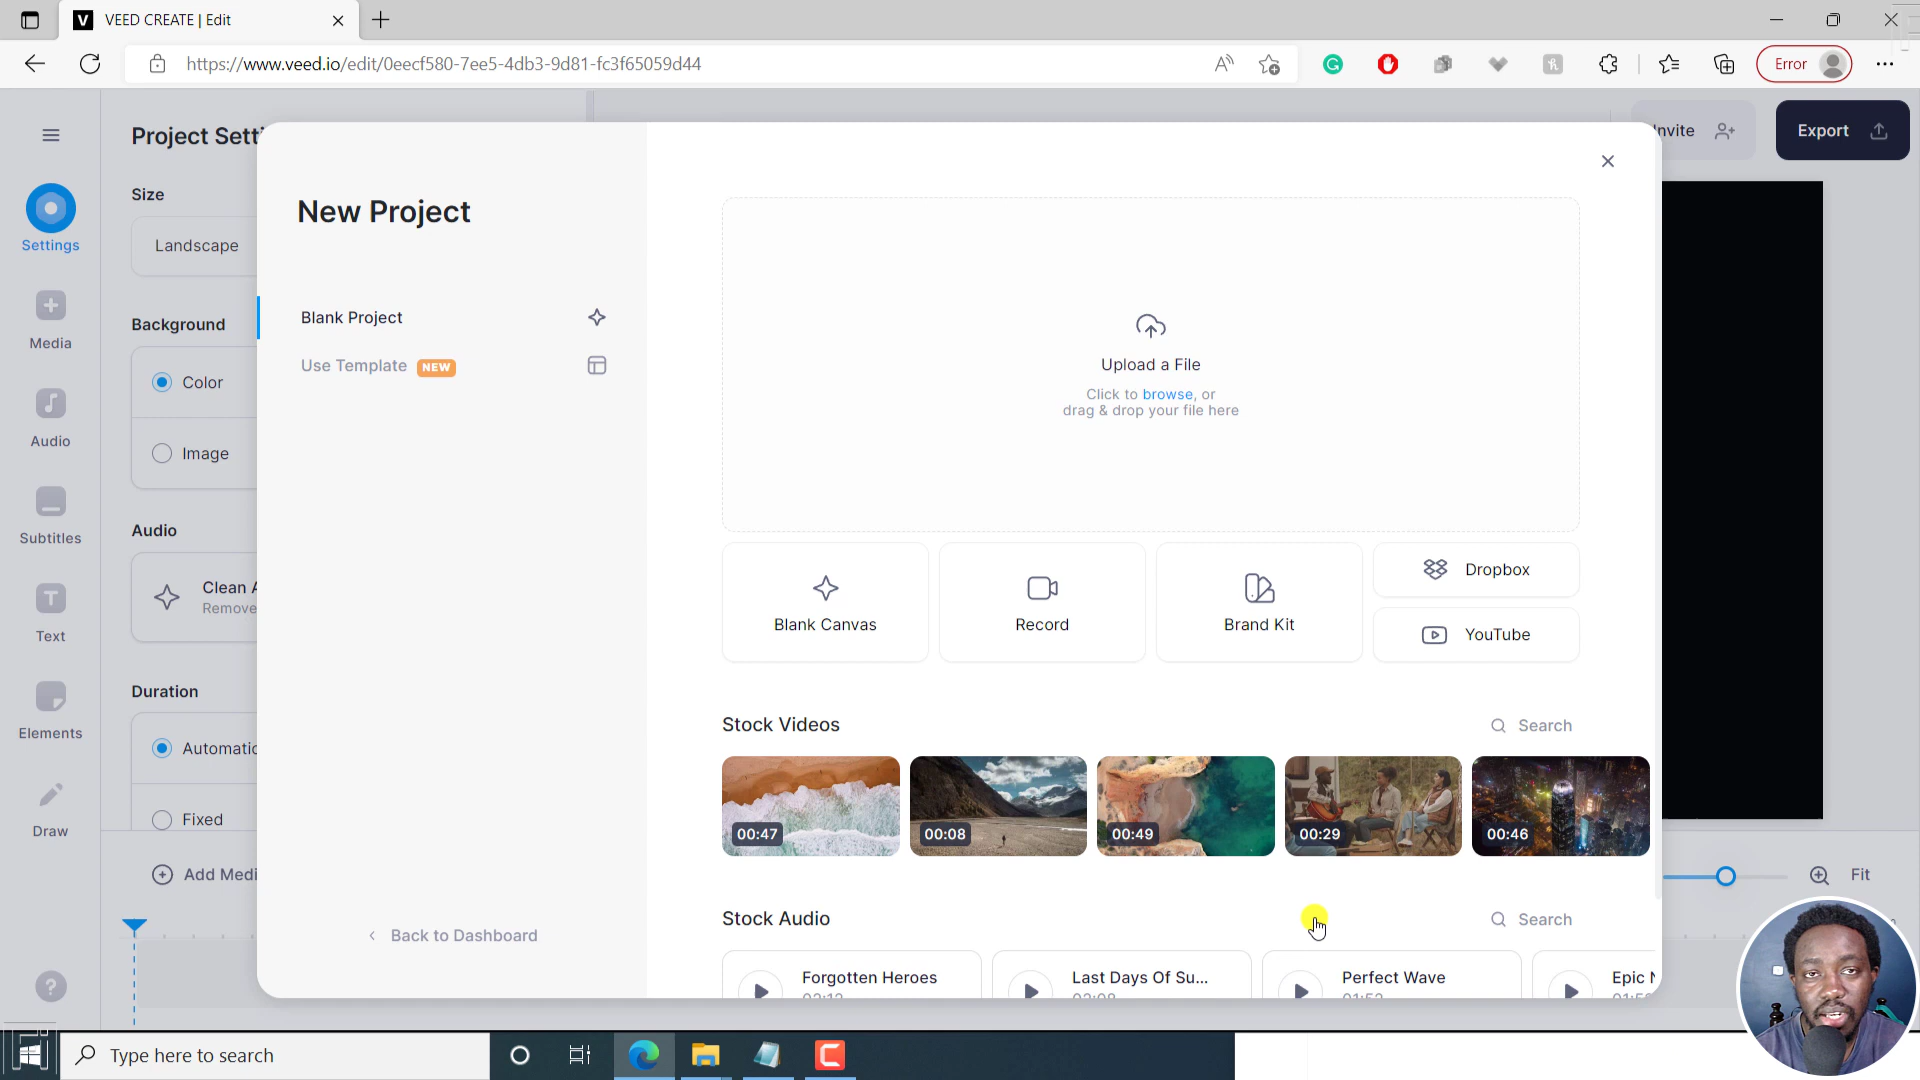 VEED CREATE | Edit
https://www.veed.io/edit/0eecf580-7ee5-4db3-9d81-fc3f65059d44
Error
Project Setti
Invite
Export
Settings
Media
Audio
Subtitles
Text
Elements
Draw
Size
Landscape
Background
Color
Image
Audio
Clean A
Remove
Duration
Automatic
Fixed
Add Medi
New Project
Blank Project
Use Template NEW
Back to Dashboard
Upload a File
Click to browse, or
drag & drop your file here
Blank Canvas
Record
Brand Kit
Dropbox
YouTube
Stock Videos
Search
00:47
00:08
00:49
00:29
00:46
Stock Audio
Search
Forgotten Heroes
Last Days Of Su...
Perfect Wave
Epic
Fit
Type here to search